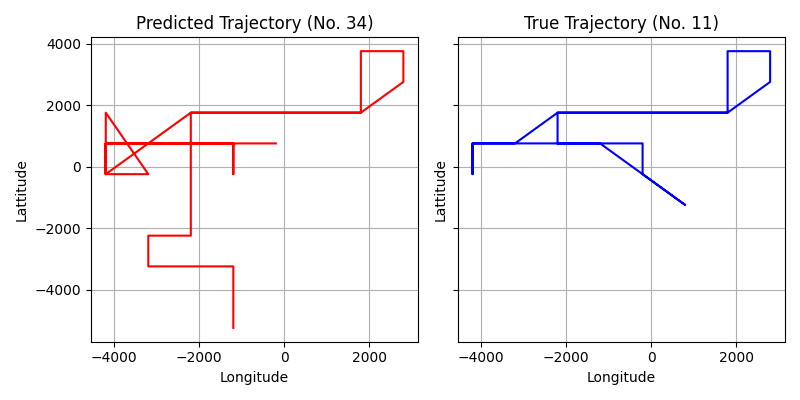 Predicted Trajectory (No. 34)
True Trajectory (No. 11)
4000
2000
0
−2000
−4000
Lattitude
Lattitude
−4000 −2000 0 2000
−4000 −2000 0 2000
Longitude
Longitude